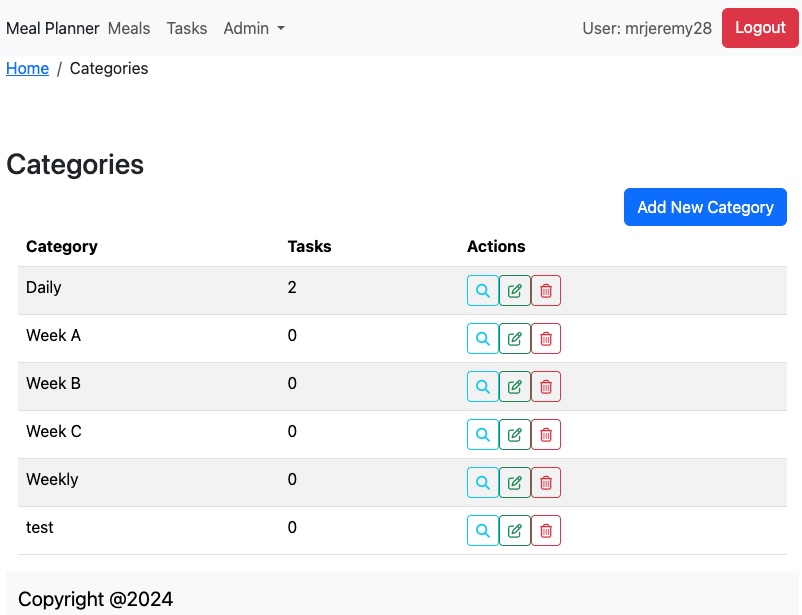 Meal Planner Meals Tasks Admin User: mrjeremy28 Logout
Home / Categories
Categories
Add New Category
Category Tasks Actions
Daily 2
Week A 0
Week B 0
Week C 0
Weekly 0
test 0
Copyright @2024